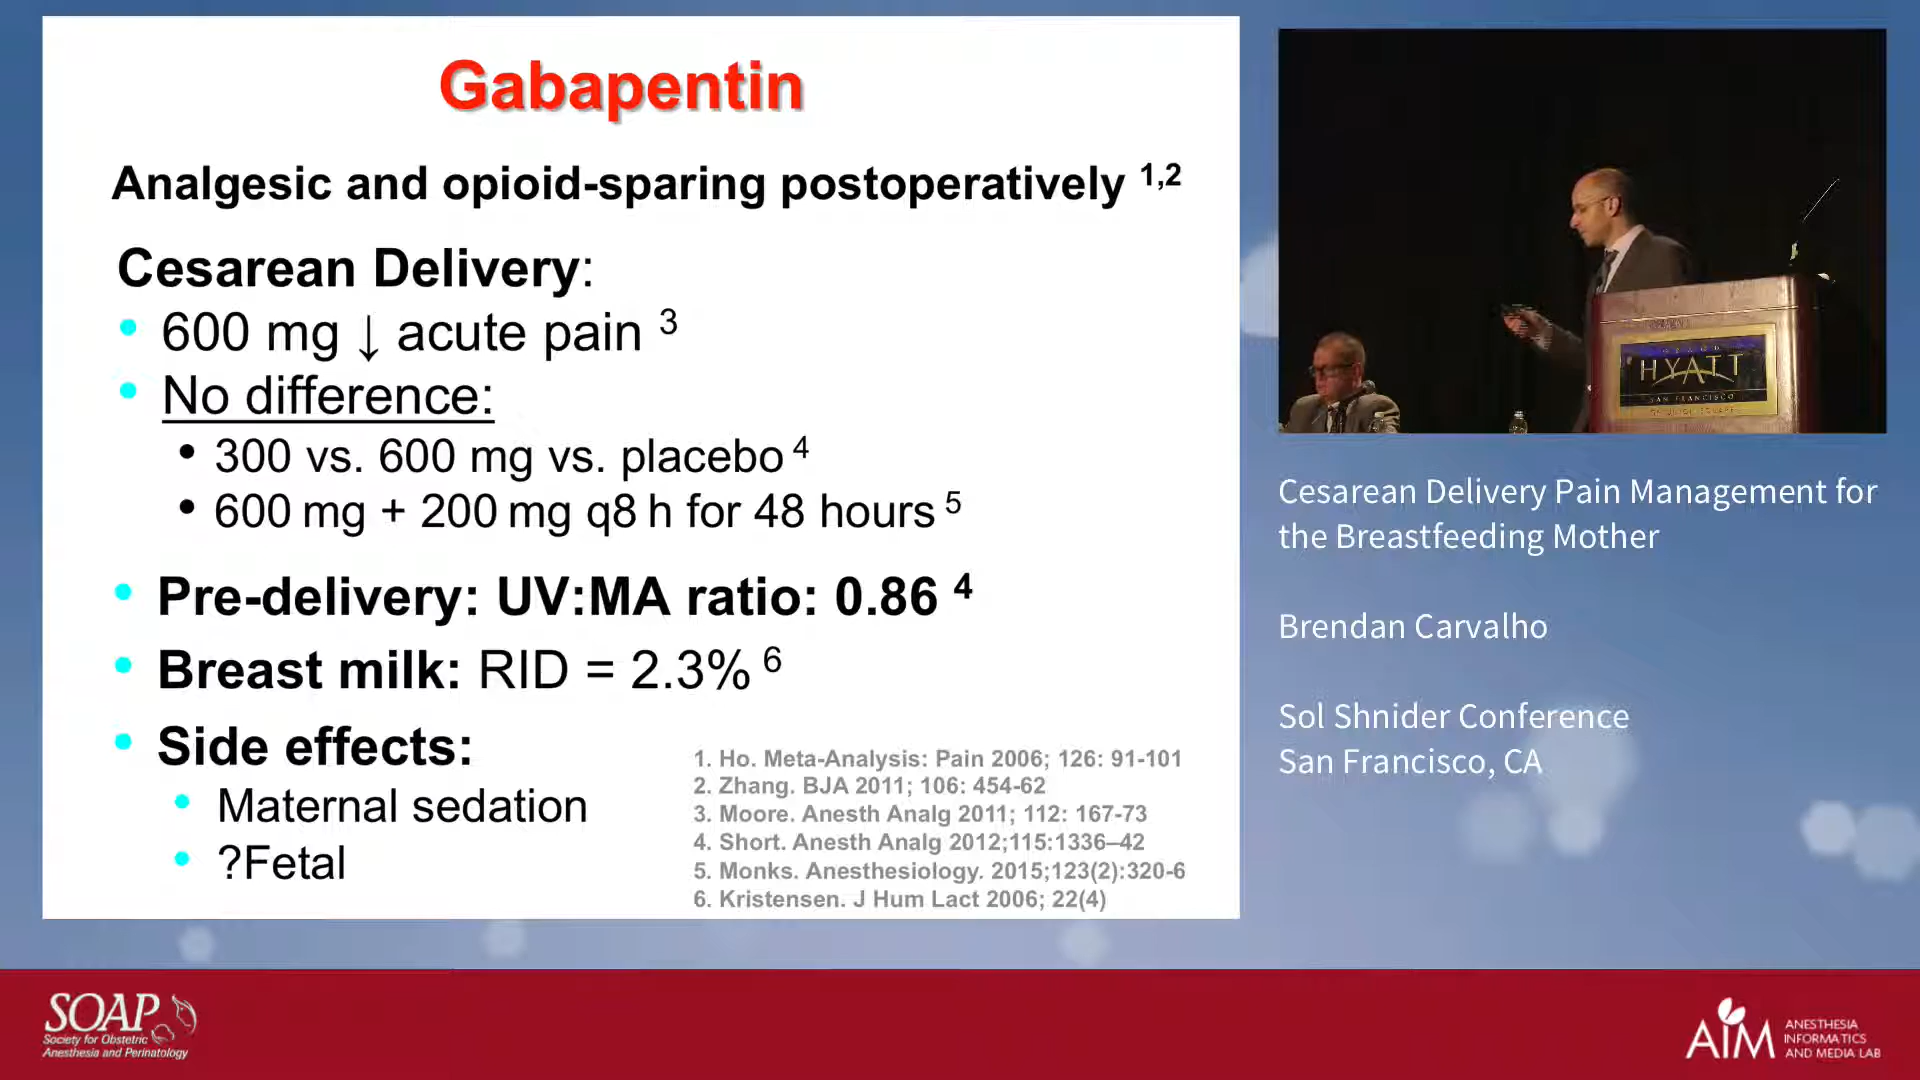 Gabapentin
Analgesic and opioid-sparing postoperatively 1,2
Cesarean Delivery:
• 600 mg ↓ acute pain 3
• No difference:
• 300 vs. 600 mg vs. placebo 4
• 600 mg + 200 mg q8 h for 48 hours 5
• Pre-delivery: UV:MA ratio: 0.86 4
• Breast milk: RID = 2.3% 6
• Side effects:
• Maternal sedation
• ?Fetal
1. Ho. Meta-Analysis: Pain 2006; 126: 91-101
2. Zhang. BJA 2011; 106: 454-62
3. Moore. Anesth Analg 2011; 112: 167-73
4. Short. Anesth Analg 2012;115:1336–42
5. Monks. Anesthesiology. 2015;123(2):320-6
6. Kristensen. J Hum Lact 2006; 22(4)
HYATT
SAN FRANCISCO
Cesarean Delivery Pain Management for
the Breastfeeding Mother
Brendan Carvalho
Sol Shnider Conference
San Francisco, CA
SOAP
Society for Obstetric
Anesthesia and Perinatology
AIM
ANESTHESIA
INFORMATICS
AND MEDIA LAB